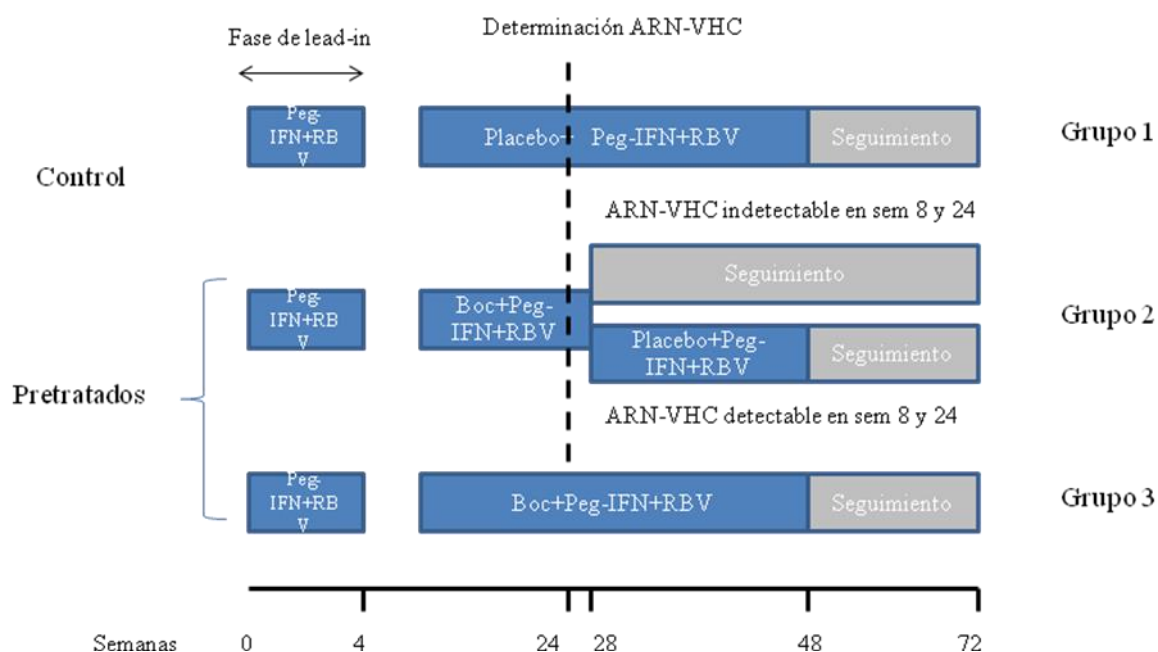 Determinación ARN-VHC
Fase de lead-in
Peg-
IFN+RB
V
Placebo+ Peg-IFN+RBV
Seguimiento
Grupo 1
Control
ARN-VHC indetectable en sem 8 y 24
Seguimiento
Peg-
IFN+RB
V
Boc+Peg-
IFN+RBV
Grupo 2
Placebo+Peg-
IFN+RBV
Seguimiento
Pretratados
ARN-VHC detectable en sem 8 y 24
Peg-
IFN+RB
V
Boc+Peg-IFN+RBV
Seguimiento
Grupo 3
Semanas 0 4 24 28 48 72